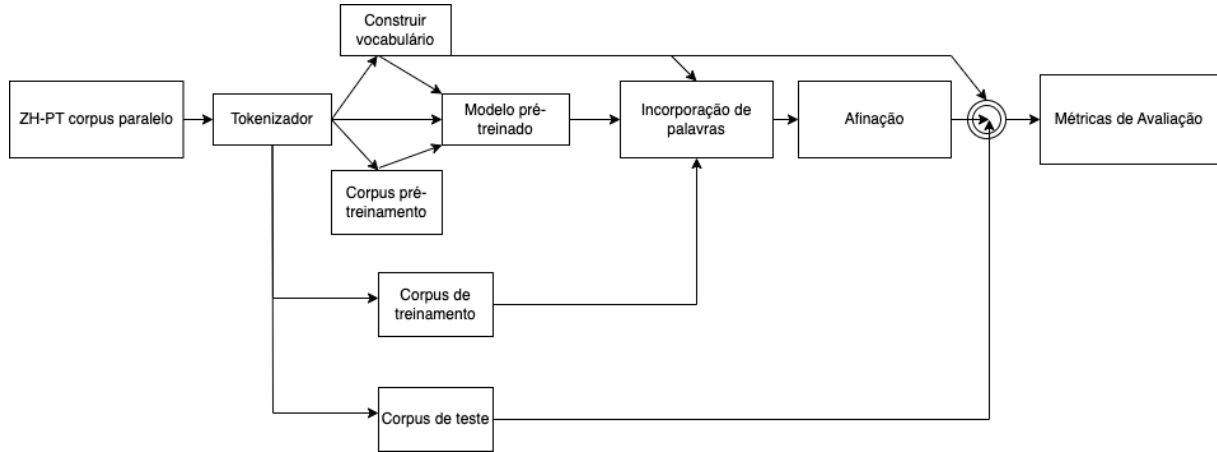 Construir
vocabulário
ZH-PT corpus paralelo
Tokenizador
Modelo pré-
treinado
Incorporação de
palavras
Afinação
Métricas de Avaliação
Corpus pré-
treinamento
Corpus de
treinamento
Corpus de teste